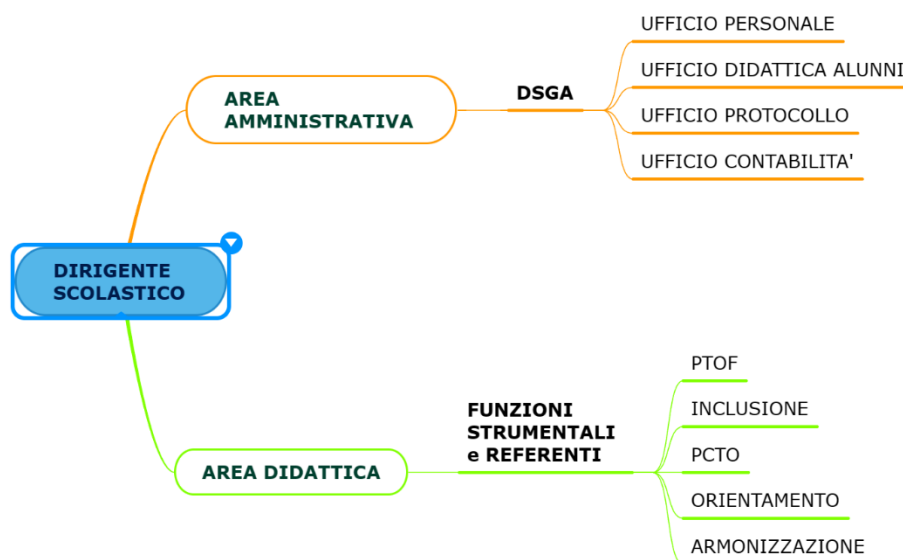 UFFICIO PERSONALE
UFFICIO DIDATTICA ALUNNI
UFFICIO PROTOCOLLO
UFFICIO CONTABILITA'
AREA
AMMINISTRATIVA
DSGA
DIRIGENTE
SCOLASTICO
AREA DIDATTICA
FUNZIONI
STRUMENTALI
e REFERENTI
PTOF
INCLUSIONE
PCTO
ORIENTAMENTO
ARMONIZZAZIONE